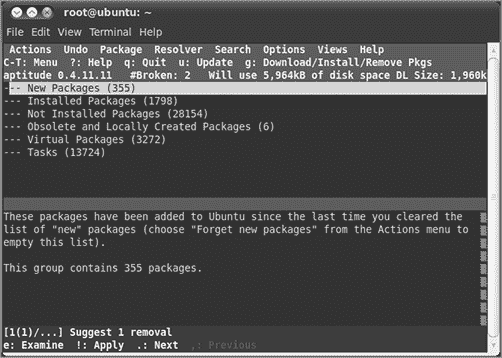 root@ubuntu: ~
File Edit View Terminal Help
Actions Undo Package Resolver Search Options Views Help
C-T: Menu ?: Help q: Quit u: Update g: Download/Install/Remove Pkgs
aptitude 0.4.11.11 #Broken: 2 Will use 5,964kB of disk space DL Size: 1,960k
--- New Packages (355)
--- Installed Packages (1798)
--- Not Installed Packages (28154)
--- Obsolete and Locally Created Packages (6)
--- Virtual Packages (3272)
--- Tasks (13724)
These packages have been added to Ubuntu since the last time you cleared the
list of "new" packages (choose "Forget new packages" from the Actions menu to
empty this list).
This group contains 355 packages.
[1(1)/...] Suggest 1 removal
e: Examine !: Apply .: Next ,: Previous